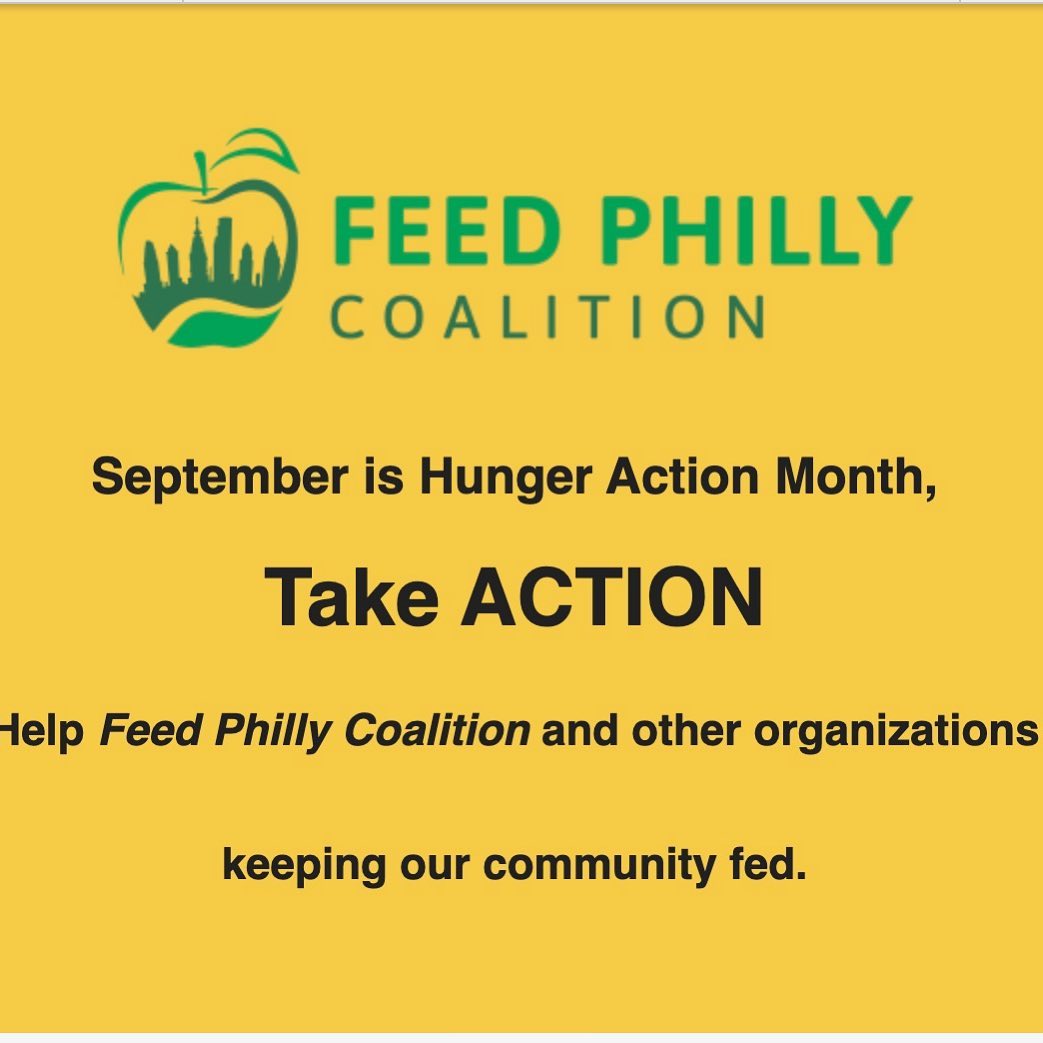 FEED PHILLY
COALITION
September is Hunger Action Month,
Take ACTION
Help Feed Philly Coalition and other organizations
keeping our community fed.